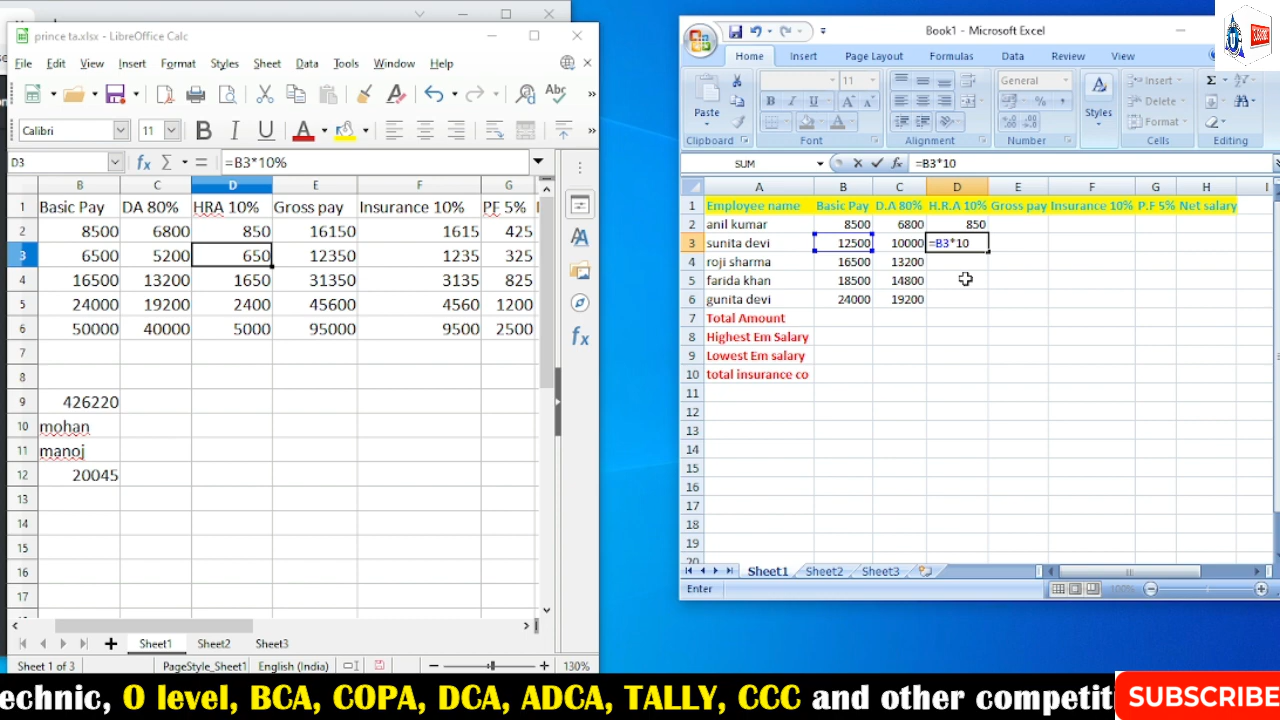 prince ta.xlsx - LibreOffice Calc
File Edit View Insert Format Styles Sheet Data Tools Window Help
Calibri 11 B I U A
D3 fx Σ = =B3*10%
B C D E F G
1 Basic Pay DA 80% HRA 10% Gross pay Insurance 10% PF 5%
2 8500 6800 850 16150 1615 425
3 6500 5200 650 12350 1235 325
4 16500 13200 1650 31350 3135 825
5 24000 19200 2400 45600 4560 1200
6 50000 40000 5000 95000 9500 2500
7
8
9 426220
10 mohan
11 manoj
12 20045
13
14
15
16
17
Sheet1 Sheet2 Sheet3
Sheet 1 of 3 PageStyle_Sheet1 English (India) 130%
Book1 - Microsoft Excel
Home Insert Page Layout Formulas Data Review View
Paste 11 General Styles Insert Σ
B I U A A % , Delete
Format
Clipboard Font Alignment Number Cells Editing
SUM fx =B3*10
A B C D E F G H I
1 Employee name Basic Pay D.A 80% H.R.A 10% Gross pay Insurance 10% P.F 5% Net salary
2 anil kumar 8500 6800 850
3 sunita devi 12500 10000 =B3*10
4 roji sharma 16500 13200
5 farida khan 18500 14800
6 gunita devi 24000 19200
7 Total Amount
8 Highest Em Salary
9 Lowest Em salary
10 total insurance co
11
12
13
14
15
16
17
18
19
20
Sheet1 Sheet2 Sheet3
Enter 100%
echnic, O level, BCA, COPA, DCA, ADCA, TALLY, CCC and other competit
SUBSCRIBE